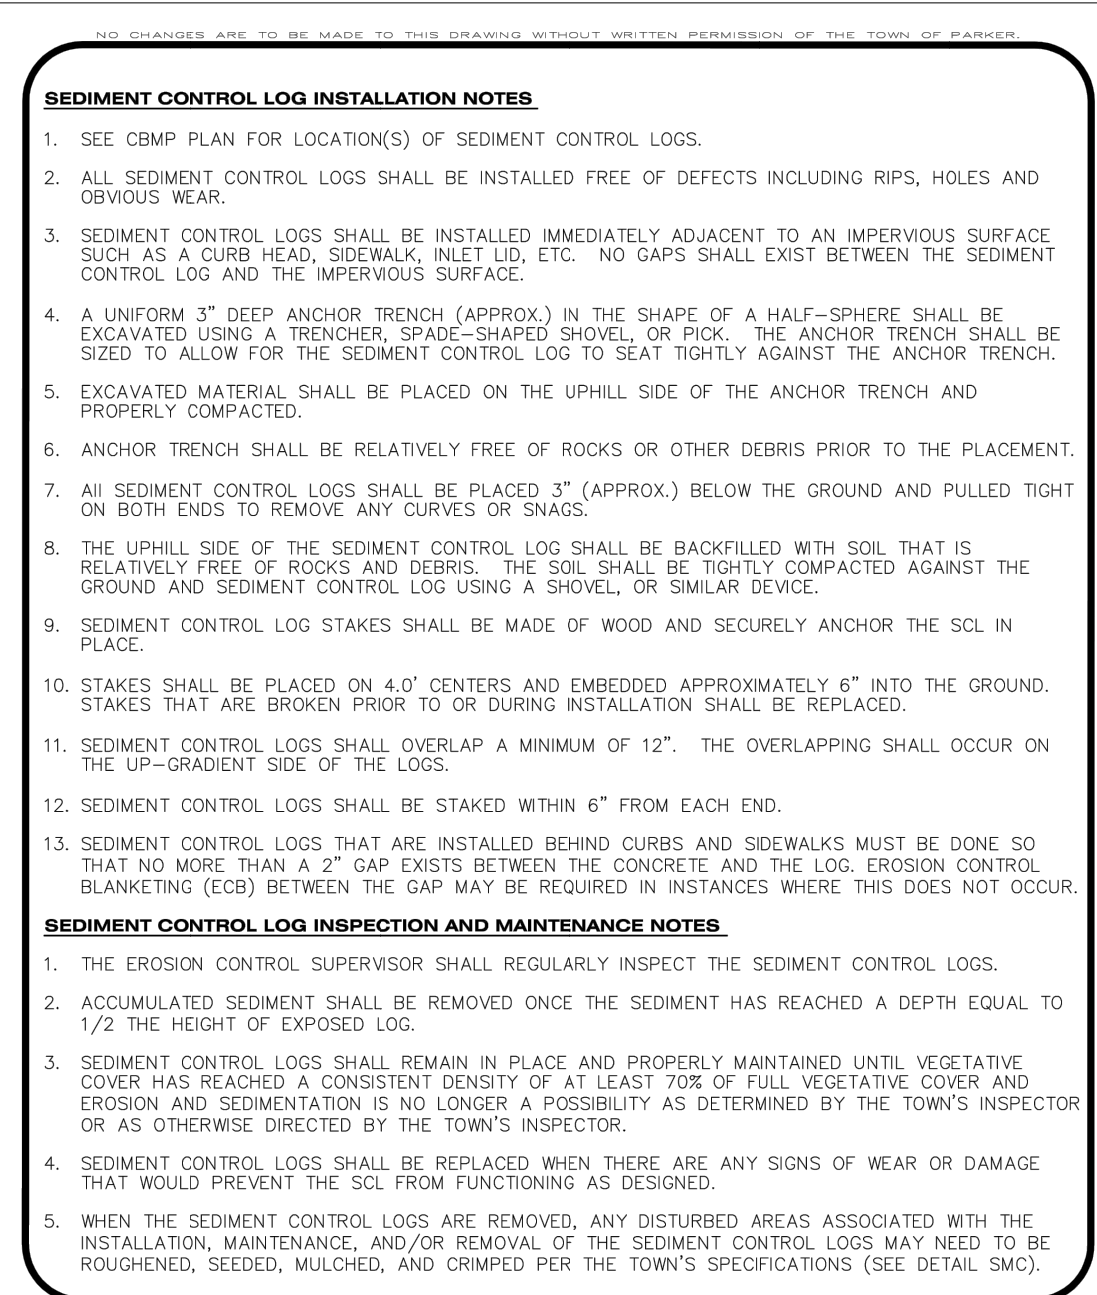 NO CHANGES ARE TO BE MADE TO THIS DRAWING WITHOUT WRITTEN PERMISSION OF THE TOWN OF PARKER.
SEDIMENT CONTROL LOG INSTALLATION NOTES
1. SEE CBMP PLAN FOR LOCATION(S) OF SEDIMENT CONTROL LOGS.
2. ALL SEDIMENT CONTROL LOGS SHALL BE INSTALLED FREE OF DEFECTS INCLUDING RIPS, HOLES AND
OBVIOUS WEAR.
3. SEDIMENT CONTROL LOGS SHALL BE INSTALLED IMMEDIATELY ADJACENT TO AN IMPERVIOUS SURFACE
SUCH AS A CURB HEAD, SIDEWALK, INLET LID, ETC. NO GAPS SHALL EXIST BETWEEN THE SEDIMENT
CONTROL LOG AND THE IMPERVIOUS SURFACE.
4. A UNIFORM 3" DEEP ANCHOR TRENCH (APPROX.) IN THE SHAPE OF A HALF-SPHERE SHALL BE
EXCAVATED USING A TRENCHER, SPADE-SHAPED SHOVEL, OR PICK. THE ANCHOR TRENCH SHALL BE
SIZED TO ALLOW FOR THE SEDIMENT CONTROL LOG TO SEAT TIGHTLY AGAINST THE ANCHOR TRENCH.
5. EXCAVATED MATERIAL SHALL BE PLACED ON THE UPHILL SIDE OF THE ANCHOR TRENCH AND
PROPERLY COMPACTED.
6. ANCHOR TRENCH SHALL BE RELATIVELY FREE OF ROCKS OR OTHER DEBRIS PRIOR TO THE PLACEMENT.
7. All SEDIMENT CONTROL LOGS SHALL BE PLACED 3" (APPROX.) BELOW THE GROUND AND PULLED TIGHT
ON BOTH ENDS TO REMOVE ANY CURVES OR SNAGS.
8. THE UPHILL SIDE OF THE SEDIMENT CONTROL LOG SHALL BE BACKFILLED WITH SOIL THAT IS
RELATIVELY FREE OF ROCKS AND DEBRIS. THE SOIL SHALL BE TIGHTLY COMPACTED AGAINST THE
GROUND AND SEDIMENT CONTROL LOG USING A SHOVEL, OR SIMILAR DEVICE.
9. SEDIMENT CONTROL LOG STAKES SHALL BE MADE OF WOOD AND SECURELY ANCHOR THE SCL IN
PLACE.
10. STAKES SHALL BE PLACED ON 4.0' CENTERS AND EMBEDDED APPROXIMATELY 6" INTO THE GROUND.
STAKES THAT ARE BROKEN PRIOR TO OR DURING INSTALLATION SHALL BE REPLACED.
11. SEDIMENT CONTROL LOGS SHALL OVERLAP A MINIMUM OF 12". THE OVERLAPPING SHALL OCCUR ON
THE UP-GRADIENT SIDE OF THE LOGS.
12. SEDIMENT CONTROL LOGS SHALL BE STAKED WITHIN 6" FROM EACH END.
13. SEDIMENT CONTROL LOGS THAT ARE INSTALLED BEHIND CURBS AND SIDEWALKS MUST BE DONE SO
THAT NO MORE THAN A 2" GAP EXISTS BETWEEN THE CONCRETE AND THE LOG. EROSION CONTROL
BLANKETING (ECB) BETWEEN THE GAP MAY BE REQUIRED IN INSTANCES WHERE THIS DOES NOT OCCUR.
SEDIMENT CONTROL LOG INSPECTION AND MAINTENANCE NOTES
1. THE EROSION CONTROL SUPERVISOR SHALL REGULARLY INSPECT THE SEDIMENT CONTROL LOGS.
2. ACCUMULATED SEDIMENT SHALL BE REMOVED ONCE THE SEDIMENT HAS REACHED A DEPTH EQUAL TO
1/2 THE HEIGHT OF EXPOSED LOG.
3. SEDIMENT CONTROL LOGS SHALL REMAIN IN PLACE AND PROPERLY MAINTAINED UNTIL VEGETATIVE
COVER HAS REACHED A CONSISTENT DENSITY OF AT LEAST 70% OF FULL VEGETATIVE COVER AND
EROSION AND SEDIMENTATION IS NO LONGER A POSSIBILITY AS DETERMINED BY THE TOWN'S INSPECTOR
OR AS OTHERWISE DIRECTED BY THE TOWN'S INSPECTOR.
4. SEDIMENT CONTROL LOGS SHALL BE REPLACED WHEN THERE ARE ANY SIGNS OF WEAR OR DAMAGE
THAT WOULD PREVENT THE SCL FROM FUNCTIONING AS DESIGNED.
5. WHEN THE SEDIMENT CONTROL LOGS ARE REMOVED, ANY DISTURBED AREAS ASSOCIATED WITH THE
INSTALLATION, MAINTENANCE, AND/OR REMOVAL OF THE SEDIMENT CONTROL LOGS MAY NEED TO BE
ROUGHENED, SEEDED, MULCHED, AND CRIMPED PER THE TOWN'S SPECIFICATIONS (SEE DETAIL SMC).